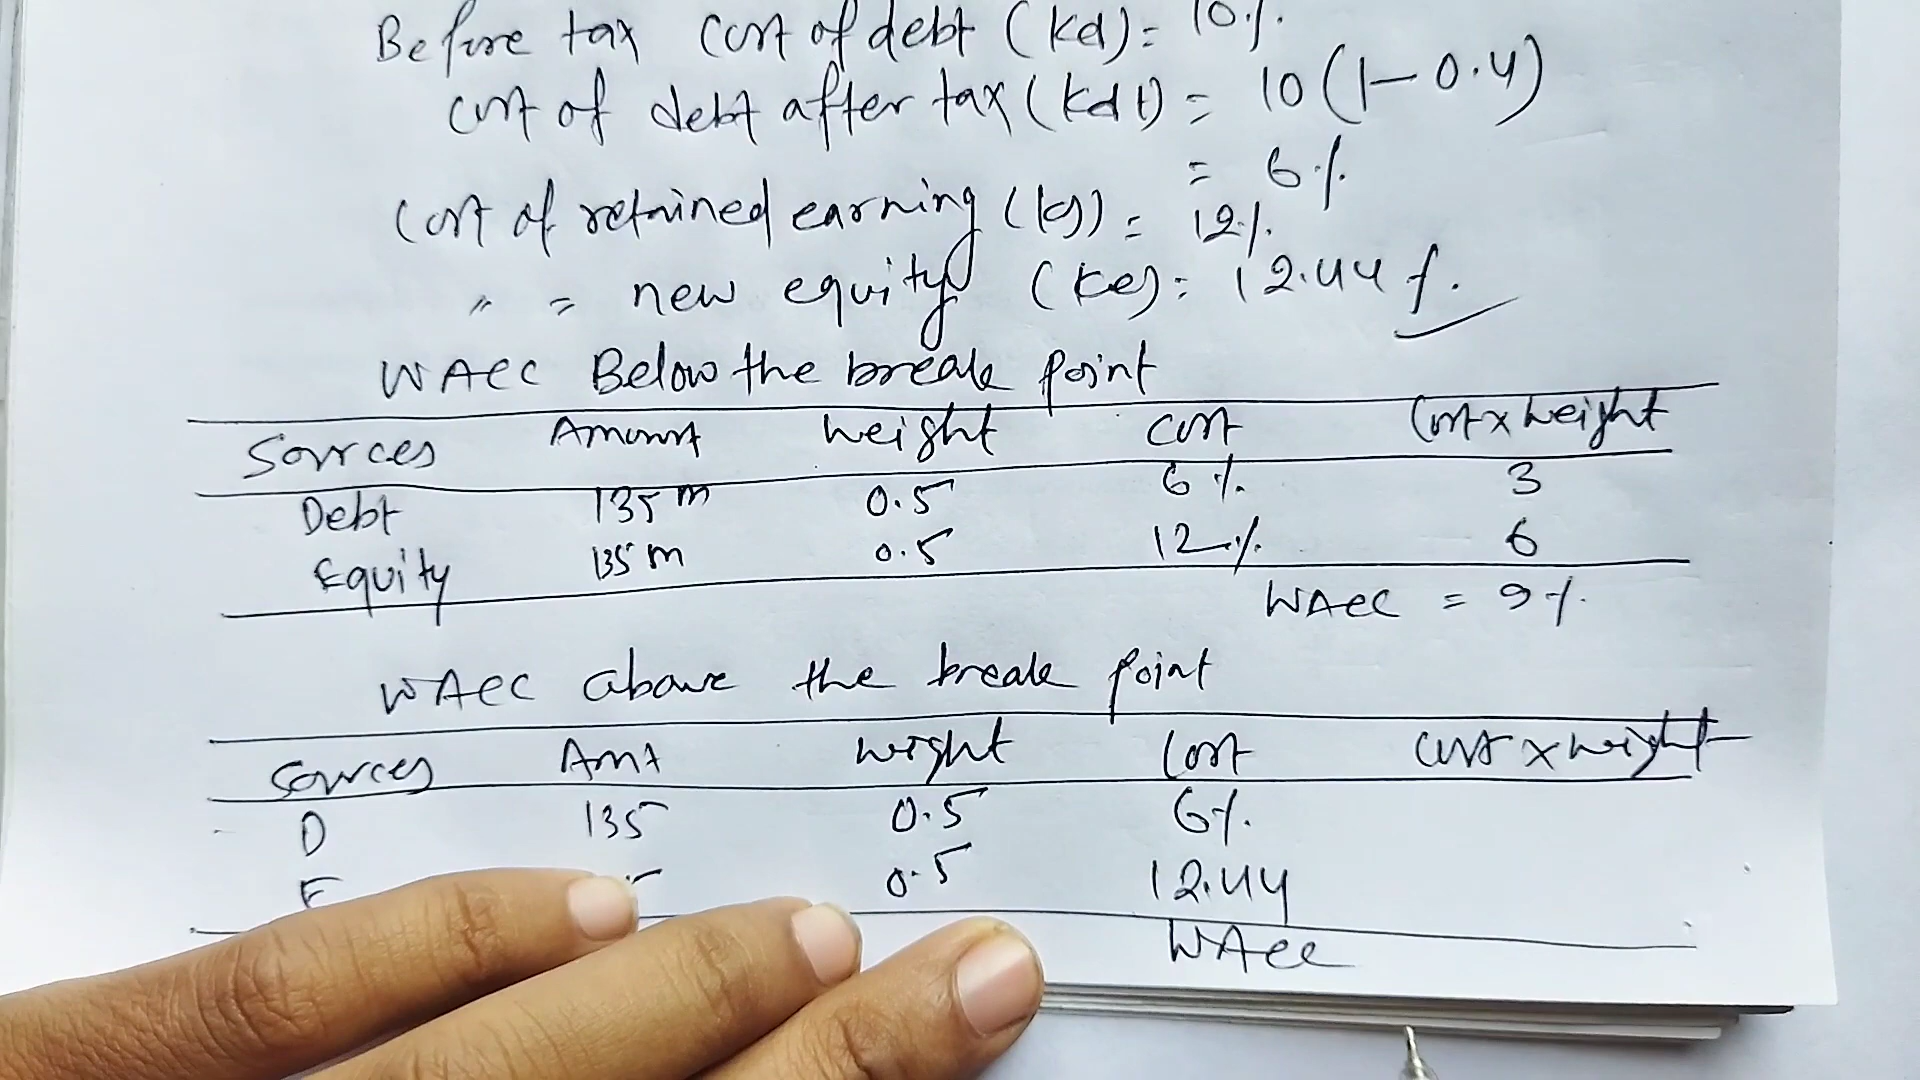 Before tax cost of debt (Kd) = 10%.
cost of debt after tax (Kdt) = 10 (1-0.4)
= 6%
Cost of retained earning (ks) = 12%.
" = new equity (Ke) = 12.44%.
WACC Below the break point
Sources Amount weight cost Cost x weight
Debt 135 m 0.5 6% 3
Equity 135 m 0.5 12% 6
WACC = 9%.
WACC above the break point
Sources Amt wight Cost cost x weight
D 135 0.5 6%.
E 0.5 12.44
WACC